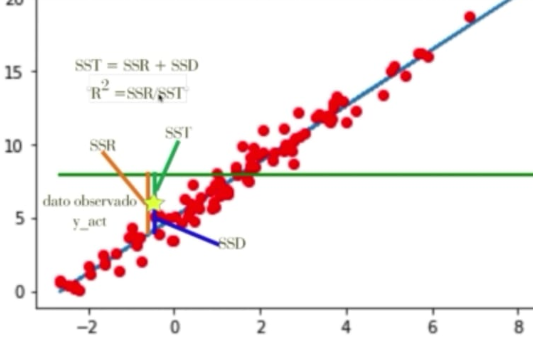 20
SST = SSR + SSD
R² =SSR/SST
15
SST
SSR
10
dato observado
y_act
5
SSD
0
−2 0 2 4 6 8